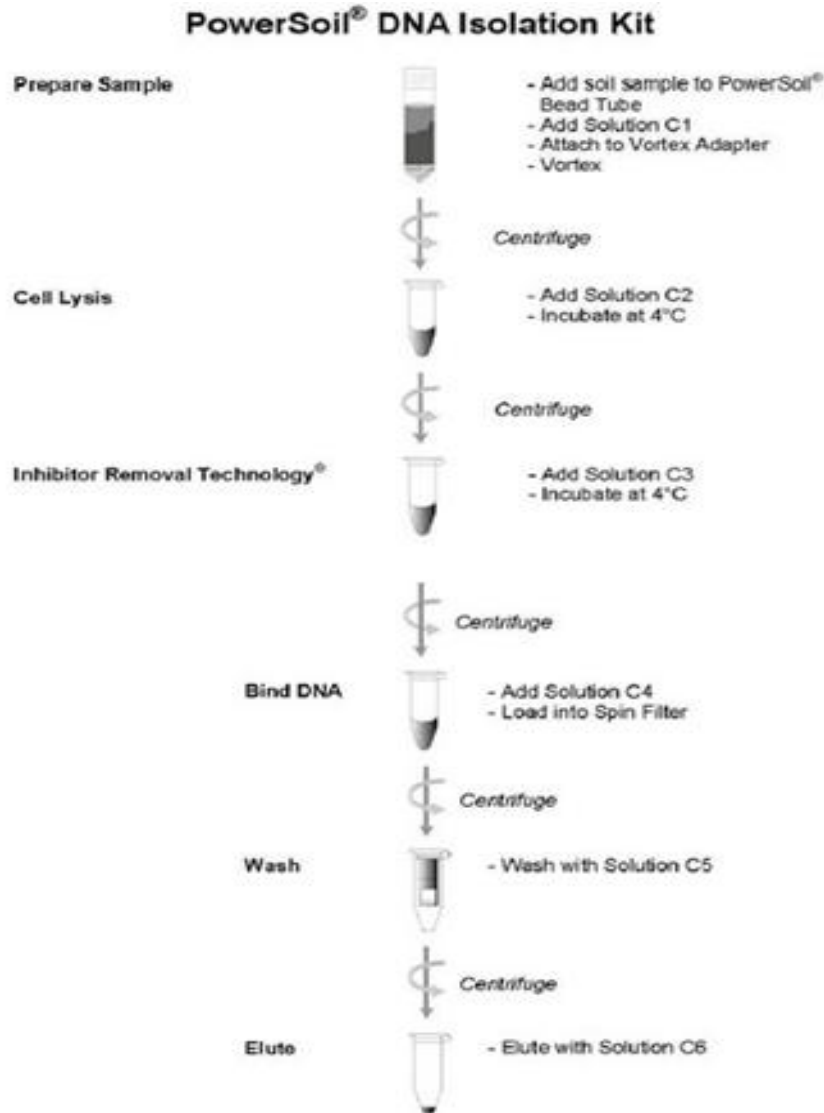 PowerSoil® DNA Isolation Kit
Prepare Sample
- Add soil sample to PowerSoil®
Bead Tube
- Add Solution C1
- Attach to Vortex Adapter
- Vortex
Centrifuge
Cell Lysis
- Add Solution C2
- Incubate at 4°C
Centrifuge
Inhibitor Removal Technology®
- Add Solution C3
- Incubate at 4°C
Centrifuge
Bind DNA
- Add Solution C4
- Load into Spin Filter
Centrifuge
Wash
- Wash with Solution C5
Centrifuge
Elute
- Elute with Solution C6